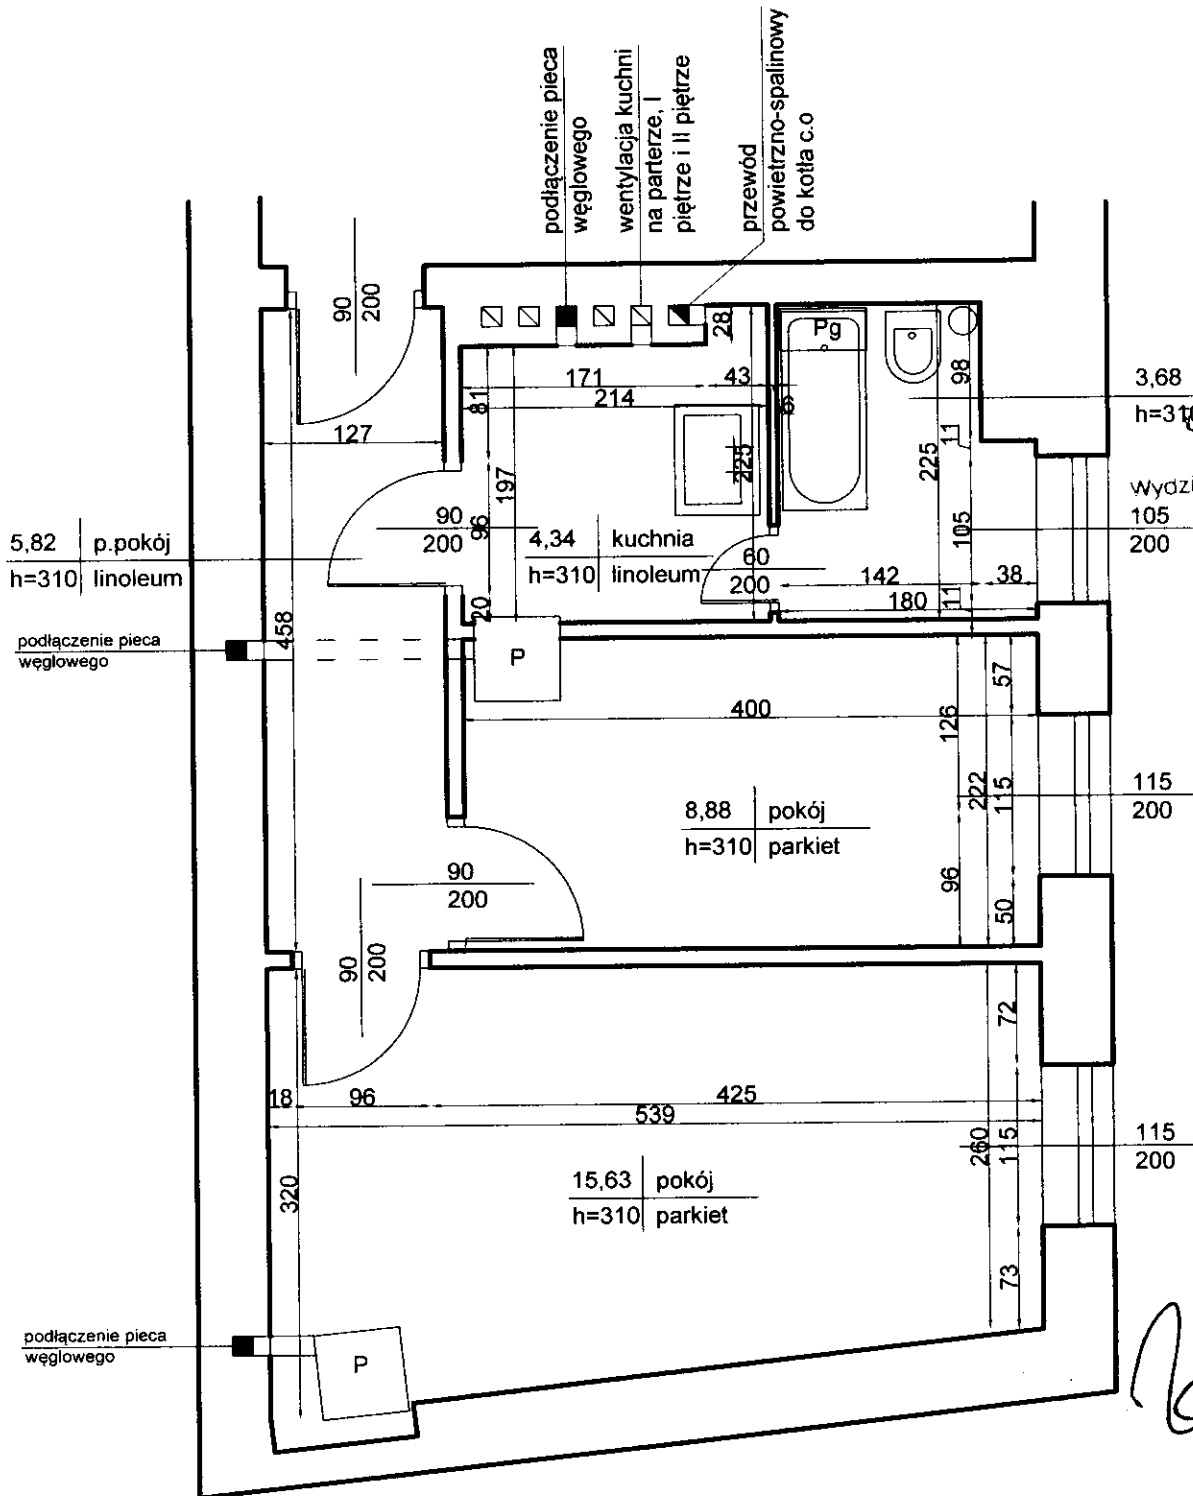 podłączenie pieca
węglowego
wentylacja kuchni
na parterze, I
piętrze i II piętrze
przewód
powietrzno-spalinowy
do kotła c.o
90
200
28
Pg
171
43
214
6
81
98
3,68
h=310
127
11
225
225
197
96
90
200
Wydzi
105
200
105
5,82 p.pokój
h=310 linoleum
4,34 kuchnia
h=310 linoleum
60
200
142
38
180
11
20
458
podłączenie pieca
węglowego
P
57
400
126
222
115
115
200
8,88 pokój
h=310 parkiet
96
50
90
200
90
200
72
18
96
425
539
260
115
115
200
320
15,63 pokój
h=310 parkiet
73
podłączenie pieca
węglowego
P